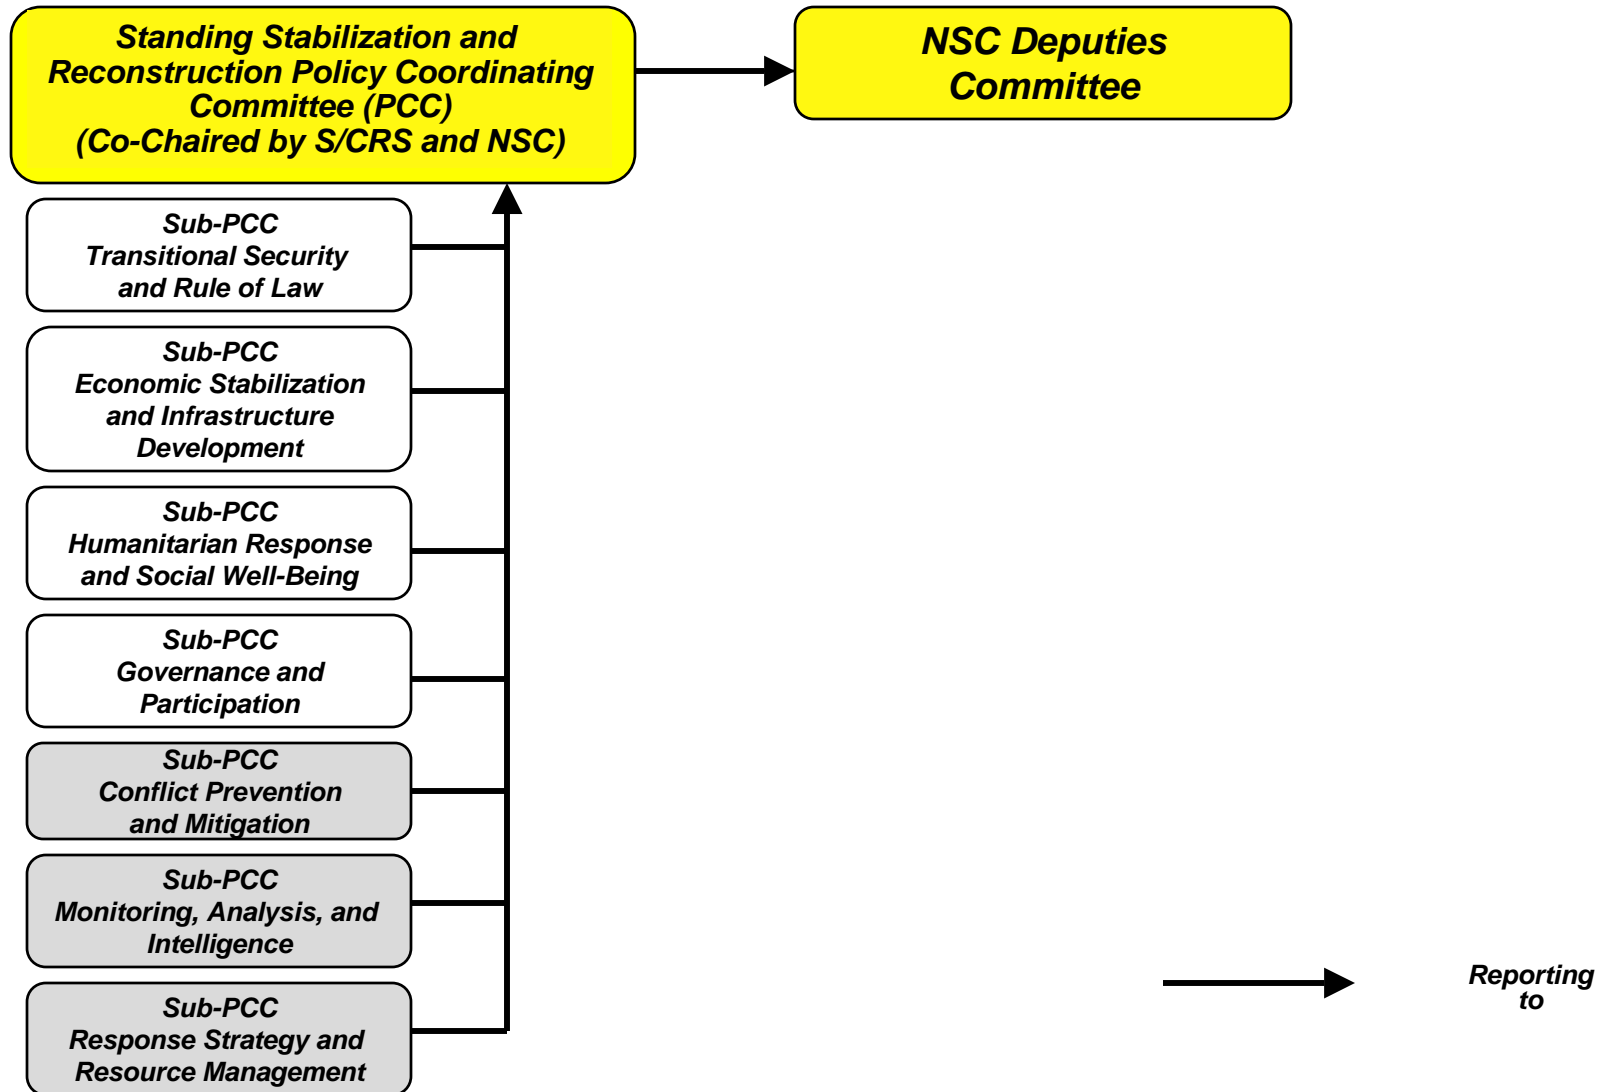 Standing Stabilization and
Reconstruction Policy Coordinating
Committee (PCC)
(Co-Chaired by S/CRS and NSC)
NSC Deputies
Committee
Sub-PCC
Transitional Security
and Rule of Law
Sub-PCC
Economic Stabilization
and Infrastructure
Development
Sub-PCC
Humanitarian Response
and Social Well-Being
Sub-PCC
Governance and
Participation
Sub-PCC
Conflict Prevention
and Mitigation
Sub-PCC
Monitoring, Analysis, and
Intelligence
Sub-PCC
Response Strategy and
Resource Management
Reporting
to